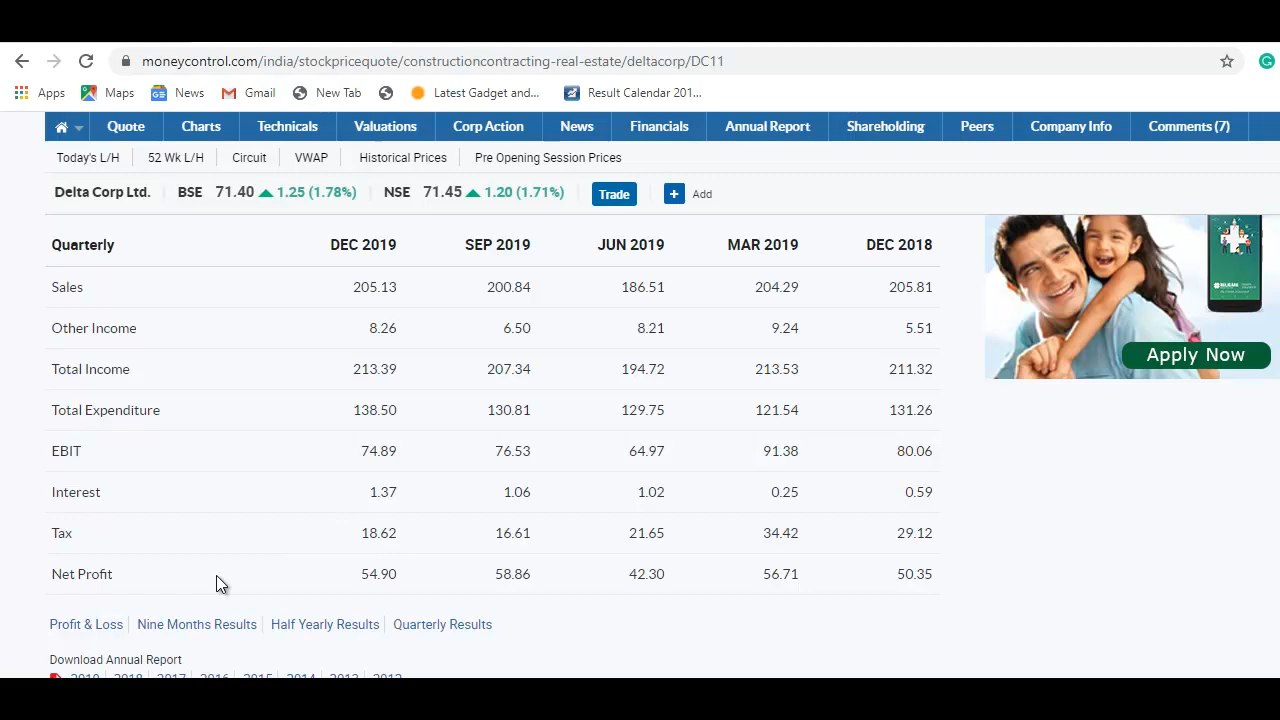 moneycontrol.com/india/stockpricequote/constructioncontracting-real-estate/deltacorp/DC11
Apps Maps News Gmail New Tab Latest Gadget and... Result Calendar 201...
Quote Charts Technicals Valuations Corp Action News Financials Annual Report Shareholding Peers Company Info Comments (7)
Today's L/H 52 Wk L/H Circuit VWAP Historical Prices Pre Opening Session Prices
Delta Corp Ltd. BSE 71.40 1.25 (1.78%) NSE 71.45 1.20 (1.71%) Trade + Add
Quarterly DEC 2019 SEP 2019 JUN 2019 MAR 2019 DEC 2018
Sales 205.13 200.84 186.51 204.29 205.81
Other Income 8.26 6.50 8.21 9.24 5.51
Apply Now
Total Income 213.39 207.34 194.72 213.53 211.32
Total Expenditure 138.50 130.81 129.75 121.54 131.26
EBIT 74.89 76.53 64.97 91.38 80.06
Interest 1.37 1.06 1.02 0.25 0.59
Tax 18.62 16.61 21.65 34.42 29.12
Net Profit 54.90 58.86 42.30 56.71 50.35
Profit & Loss Nine Months Results Half Yearly Results Quarterly Results
Download Annual Report
2019 2018 2017 2016 2015 2014 2013 2012